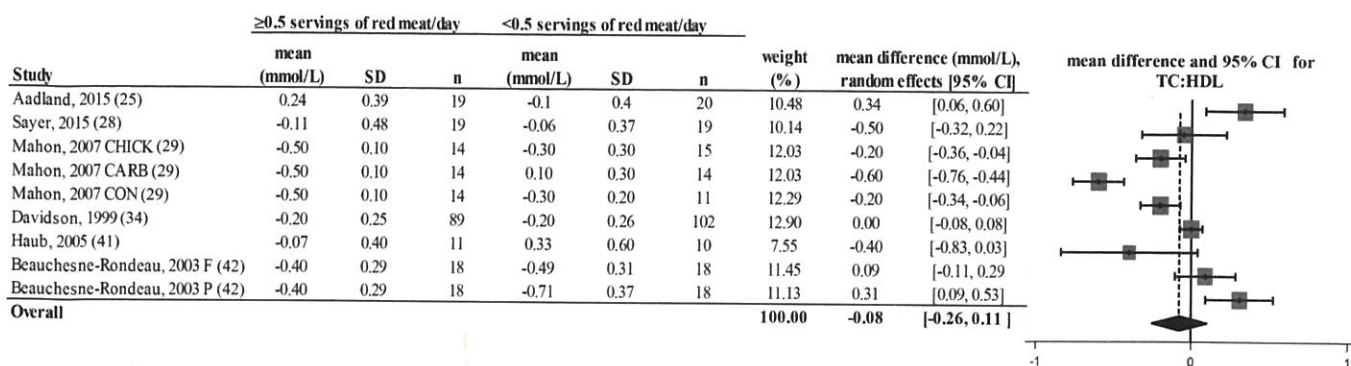 ≥0.5 servings of red meat/day <0.5 servings of red meat/day
mean mean weight mean difference (mmol/L), mean difference and 95% CI for
Study (mmol/L) SD n (mmol/L) SD n (%) random effects [95% CI] TC:HDL
Aadland, 2015 (25) 0.24 0.39 19 -0.1 0.4 20 10.48 0.34 [0.06, 0.60]
Sayer, 2015 (28) -0.11 0.48 19 -0.06 0.37 19 10.14 -0.50 [-0.32, 0.22]
Mahon, 2007 CHICK (29) -0.50 0.10 14 -0.30 0.30 15 12.03 -0.20 [-0.36, -0.04]
Mahon, 2007 CARB (29) -0.50 0.10 14 0.10 0.30 14 12.03 -0.60 [-0.76, -0.44]
Mahon, 2007 CON (29) -0.50 0.10 14 -0.30 0.20 11 12.29 -0.20 [-0.34, -0.06]
Davidson, 1999 (34) -0.20 0.25 89 -0.20 0.26 102 12.90 0.00 [-0.08, 0.08]
Haub, 2005 (41) -0.07 0.40 11 0.33 0.60 10 7.55 -0.40 [-0.83, 0.03]
Beauchesne-Rondeau, 2003 F (42) -0.40 0.29 18 -0.49 0.31 18 11.45 0.09 [-0.11, 0.29
Beauchesne-Rondeau, 2003 P (42) -0.40 0.29 18 -0.71 0.37 18 11.13 0.31 [0.09, 0.53]
Overall 100.00 -0.08 [-0.26, 0.11 ]
-1 0 1